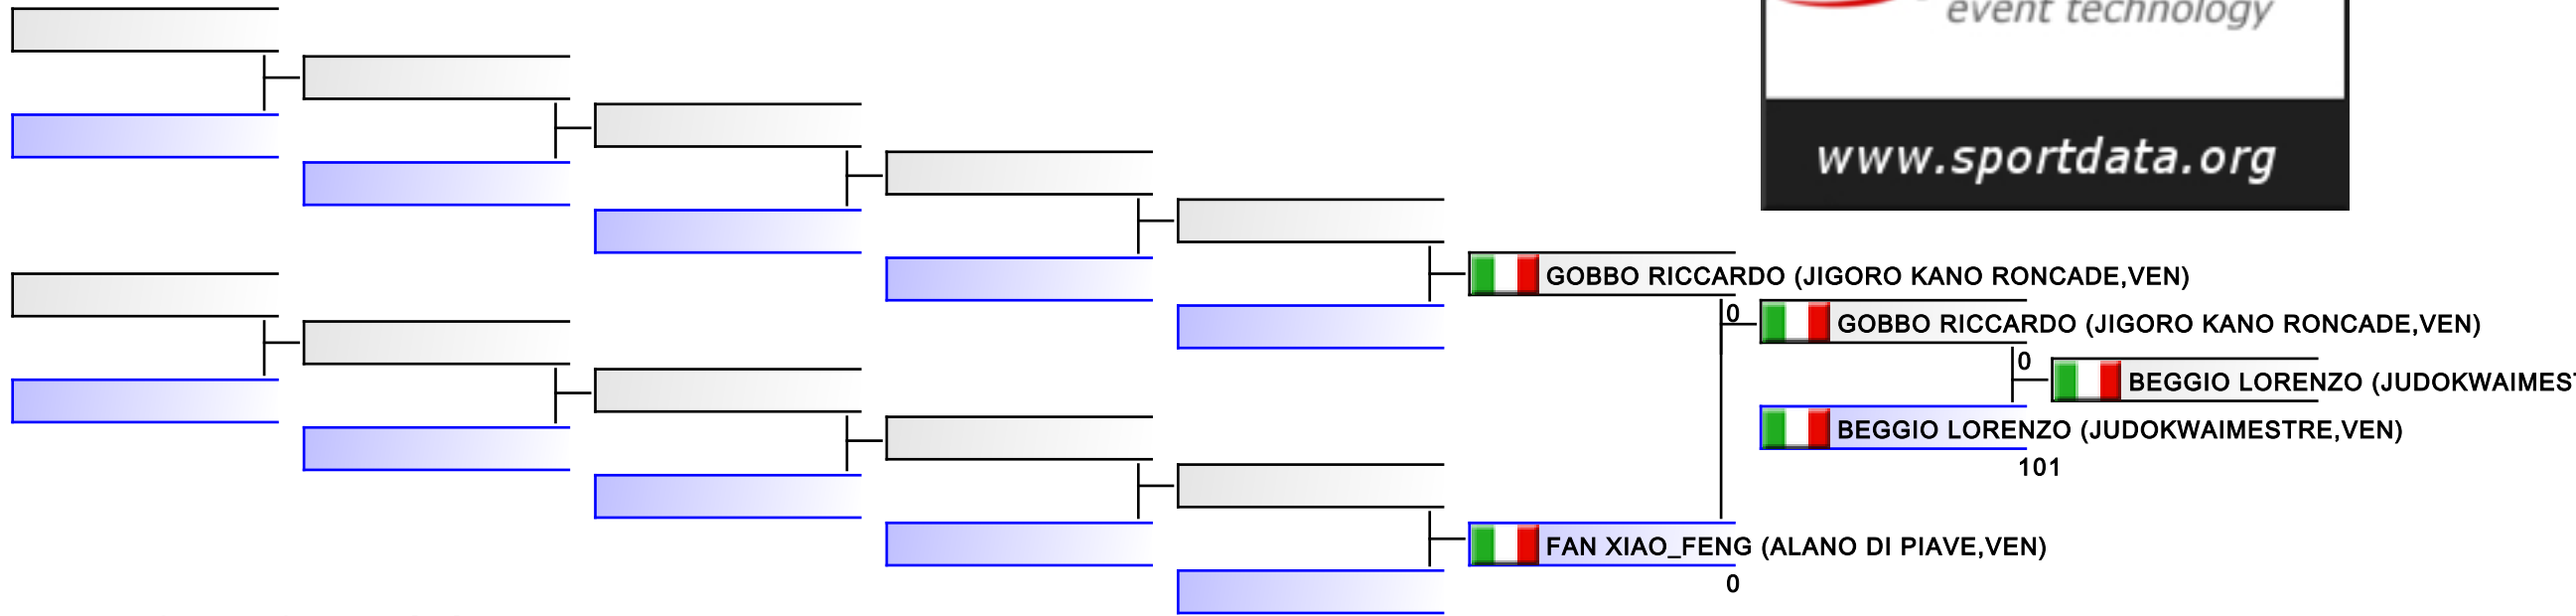 event technology
www.sportdata.org
GOBBO RICCARDO (JIGORO KANO RONCADE,VEN)
0
GOBBO RICCARDO (JIGORO KANO RONCADE,VEN)
0
BEGGIO LORENZO (JUDOKWAIMES
BEGGIO LORENZO (JUDOKWAIMESTRE,VEN)
101
FAN XIAO_FENG (ALANO DI PIAVE,VEN)
0